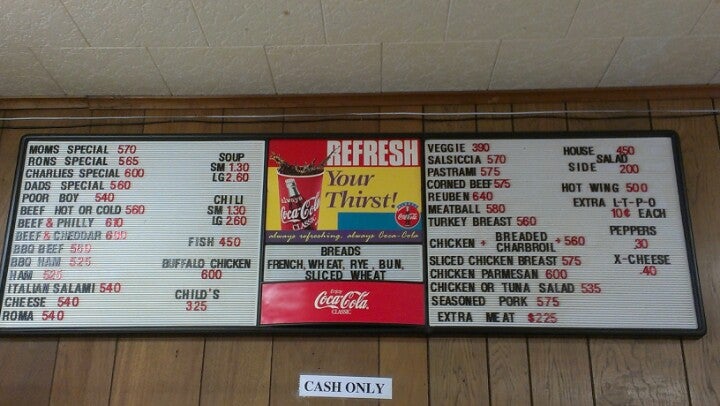 MOMS SPECIAL 570
RONS SPECIAL 565
CHARLIES SPECIAL 600
DADS SPECIAL 560
POOR BOY 540
BEEF HOT OR COLD 560
BEEF & PHILLY 610
BEEF & CHEDDAR 600
BBQ BEEF 580
BBQ HAM 525
HAM 525
ITALIAN SALAMI 540
CHEESE 540
ROMA 540
SOUP
SM 1.30
LG 2.60
CHILI
SM 1.30
LG 2.60
FISH 450
BUFFALO CHICKEN
600
CHILD'S
325
REFRESH
Your
Thirst!
always
Coca-Cola
CLASSIC
always refreshing, always Coca-Cola
BREADS
FRENCH, WHEAT, RYE, BUN,
SLICED WHEAT
Enjoy
Coca-Cola
CLASSIC
VEGGIE 390
SALSICCIA 570
PASTRAMI 575
CORNED BEEF 575
REUBEN 640
MEATBALL 580
TURKEY BREAST 560
CHICKEN + BREADED CHARBROIL + 560
SLICED CHICKEN BREAST 575
CHICKEN PARMESAN 600
CHICKEN OR TUNA SALAD 535
SEASONED PORK 575
EXTRA MEAT $225
HOUSE 450
SALAD
SIDE 200
HOT WING 500
EXTRA L-T-P-O
10¢ EACH
PEPPERS
.30
X-CHEESE
.40
CASH ONLY